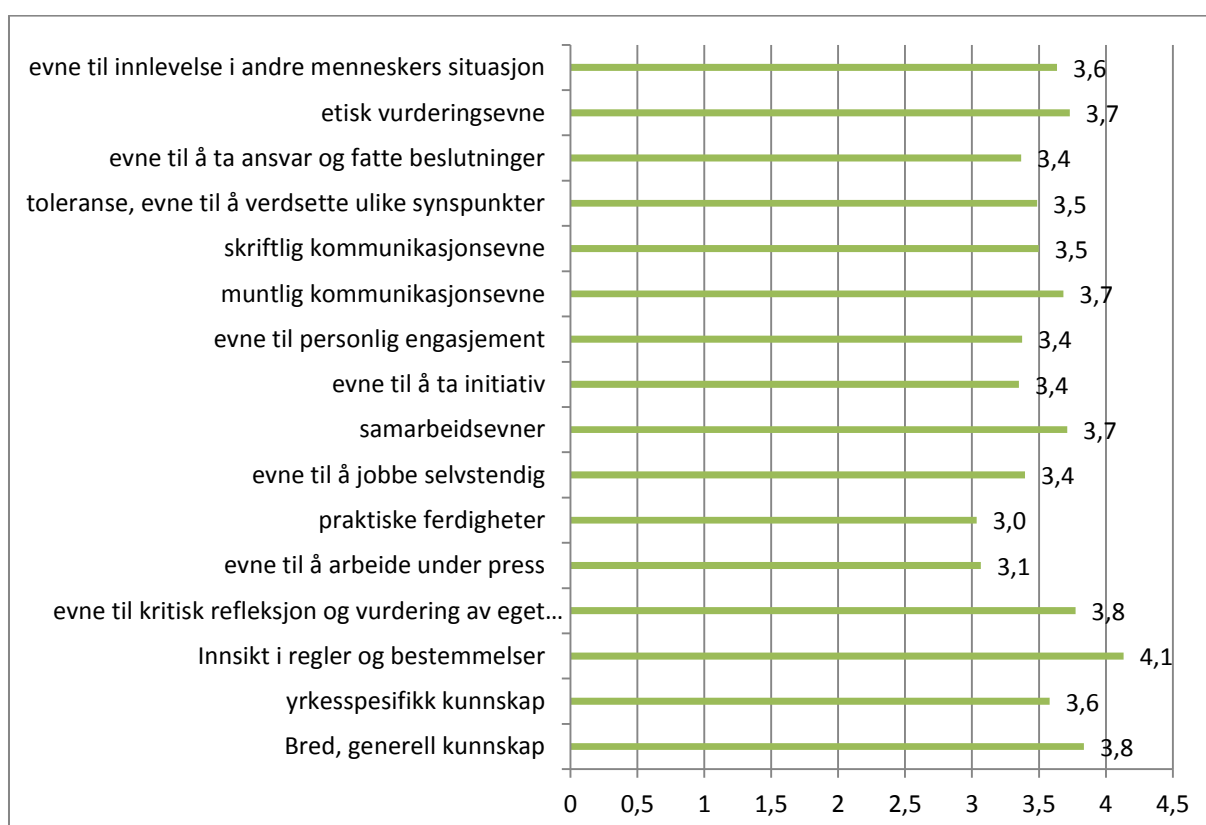 evne til innlevelse i andre menneskers situasjon 3,6
etisk vurderingsevne 3,7
evne til å ta ansvar og fatte beslutninger 3,4
toleranse, evne til å verdsette ulike synspunkter 3,5
skriftlig kommunikasjonsevne 3,5
muntlig kommunikasjonsevne 3,7
evne til personlig engasjement 3,4
evne til å ta initiativ 3,4
samarbeidsevner 3,7
evne til å jobbe selvstendig 3,4
praktiske ferdigheter 3,0
evne til å arbeide under press 3,1
evne til kritisk refleksjon og vurdering av eget... 3,8
Innsikt i regler og bestemmelser 4,1
yrkesspesifikk kunnskap 3,6
Bred, generell kunnskap 3,8
0 0,5 1 1,5 2 2,5 3 3,5 4 4,5